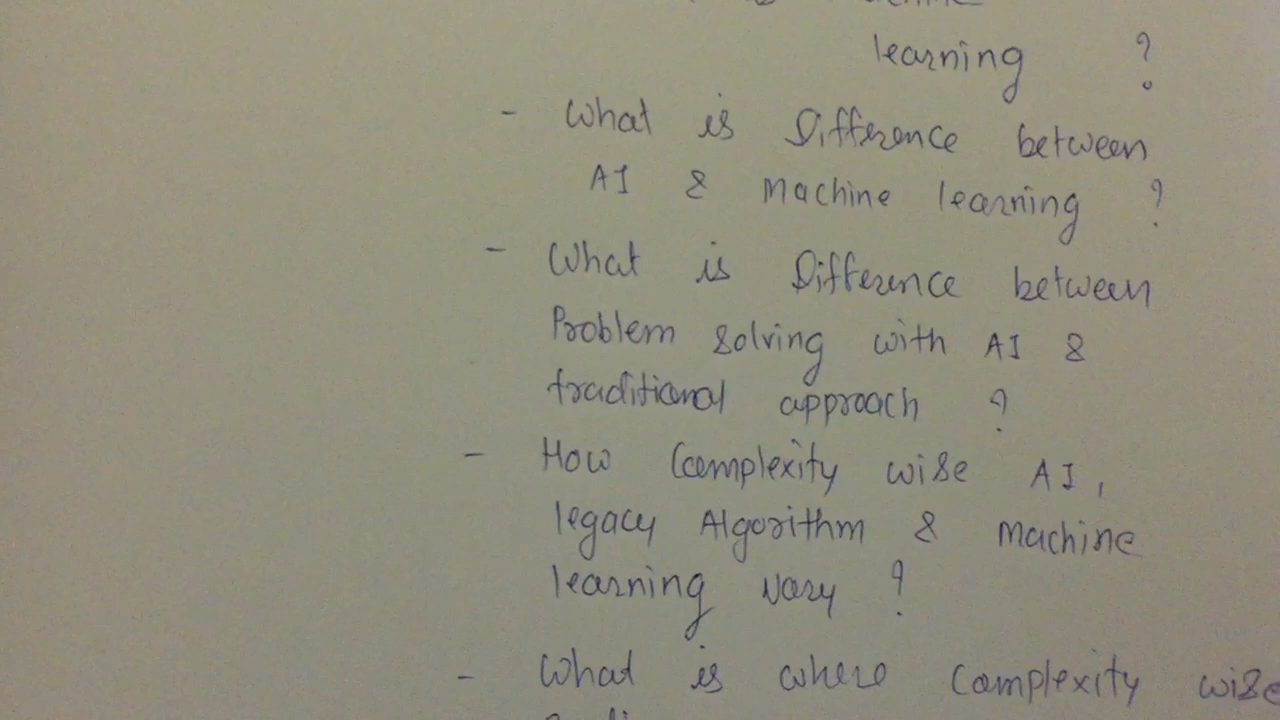 learning ?
- What is Difference between
AI & Machine learning ?
- What is Difference between
Problem solving with AI &
traditional approach ?
- How Complexity wise AI,
legacy Algorithm & Machine
learning vary ?
- What is where Complexity wise